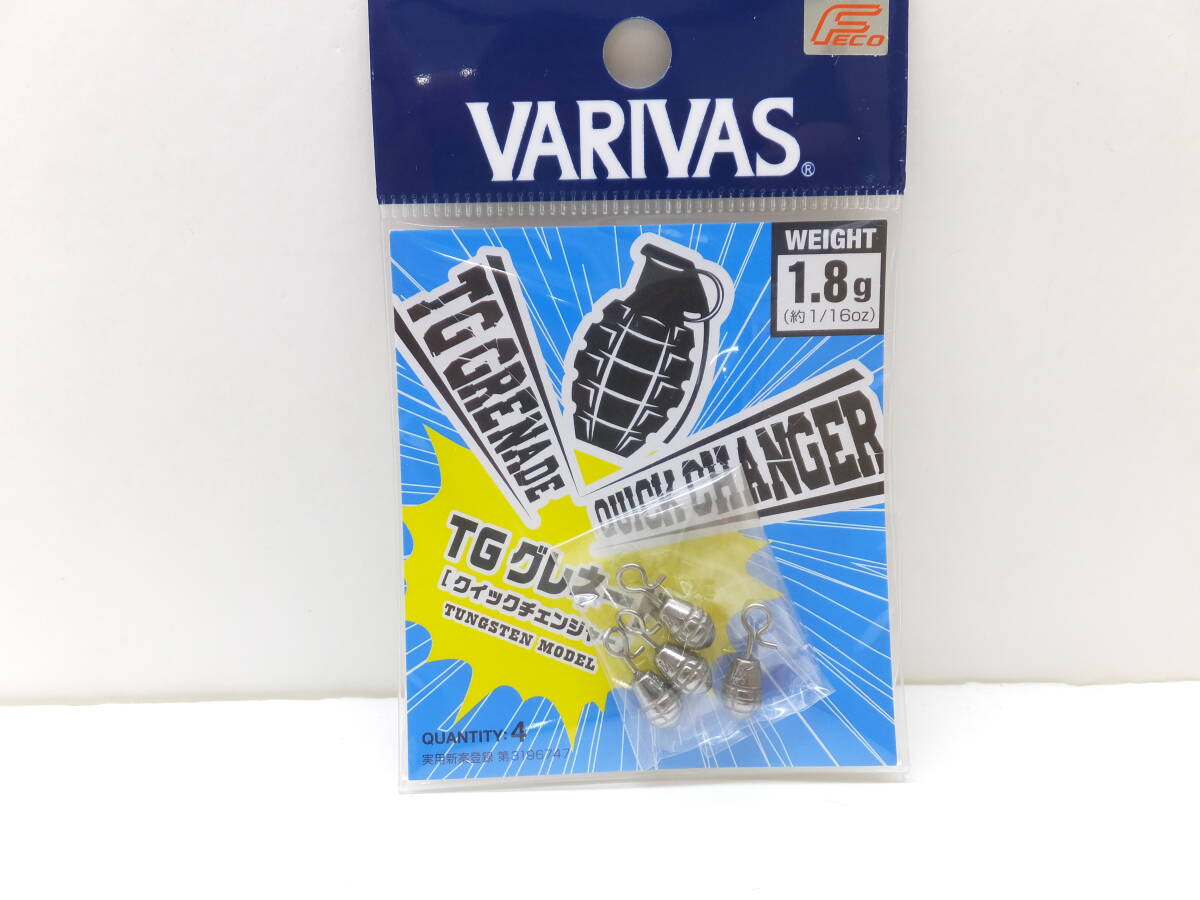 FECO
VARIVAS®
WEIGHT
1.8g
(約1/16oz)
TG GRENADE
QUICK CHANGER
TG グレネ
[クイックチェンジャ
TUNGSTEN MODEL
QUANTITY: 4
実用新案登録 第3196747